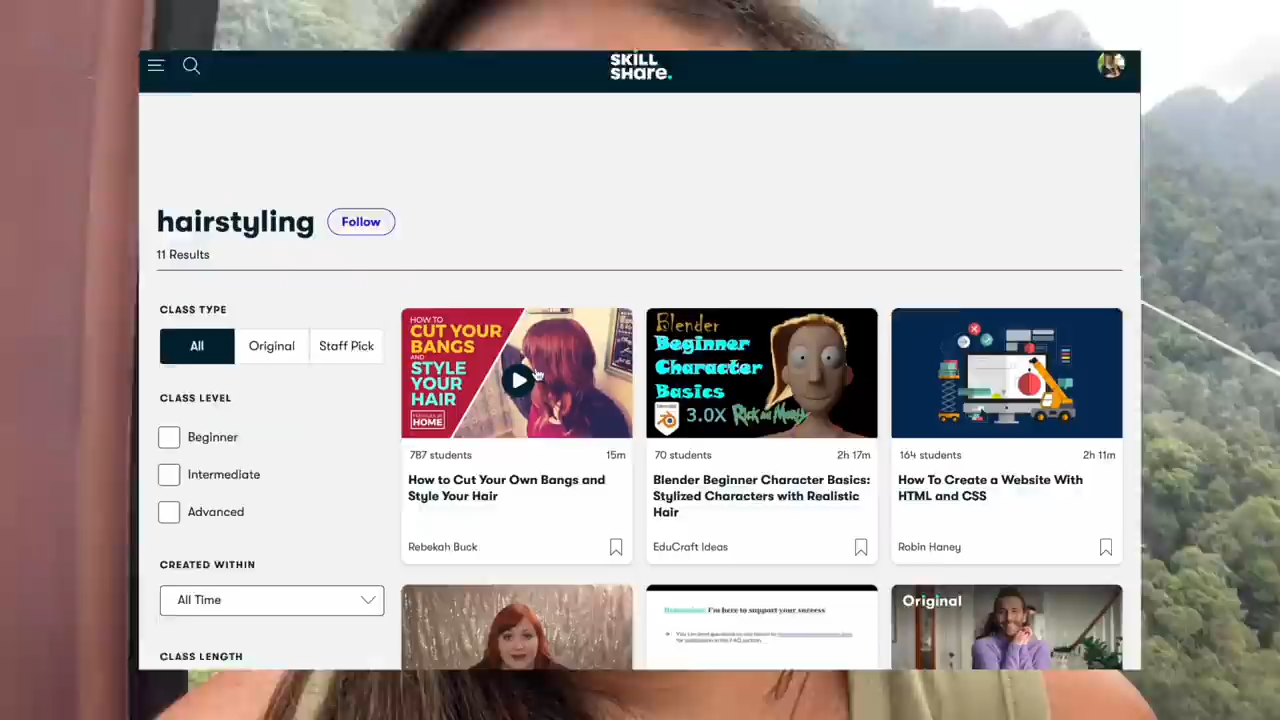 SKILL
SHARE.
hairstyling
Follow
11 Results
CLASS TYPE
All
Original
Staff Pick
CLASS LEVEL
Beginner
Intermediate
Advanced
CREATED WITHIN
All Time
CLASS LENGTH
HOW TO
CUT YOUR
BANGS
AND
STYLE
YOUR
HAIR
HOME
787 students
15m
How to Cut Your Own Bangs and
Style Your Hair
Rebekah Buck
Blender
Beginner
Character
Basics
3.0X Rick and Morty
70 students
2h 17m
Blender Beginner Character Basics:
Stylized Characters with Realistic
Hair
EduCraft Ideas
164 students
2h 11m
How To Create a Website With
HTML and CSS
Robin Haney
I'm here to support your success
Original